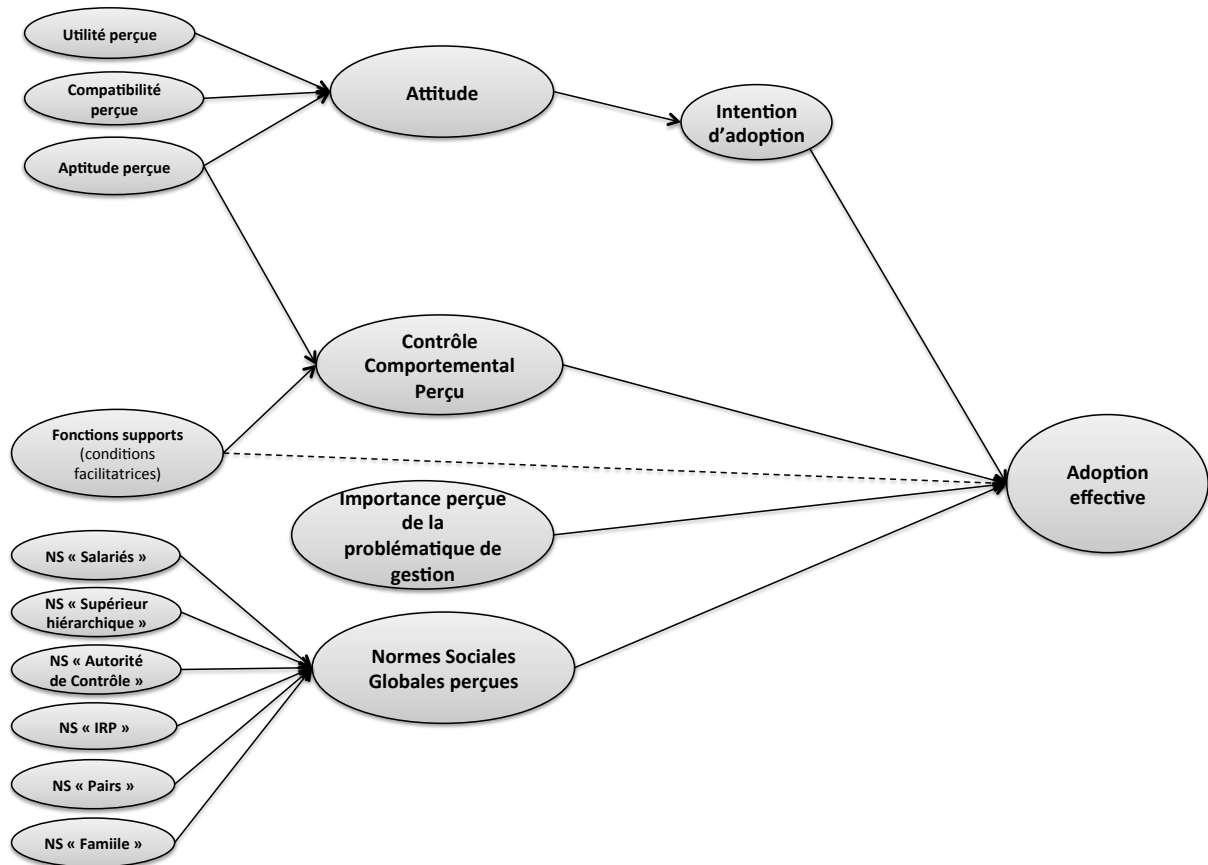 Utilité perçue
Compatibilité
perçue
Aptitude perçue
Attitude
Intention
d’adoption
Contrôle
Comportemental
Perçu
Fonctions supports
(conditions
facilitatrices)
Importance perçue
de la
problématique de
gestion
Adoption
effective
NS « Salariés »
NS « Supérieur
hiérarchique »
NS « Autorité
de Contrôle »
NS « IRP »
NS « Pairs »
NS « Famiile »
Normes Sociales
Globales perçues